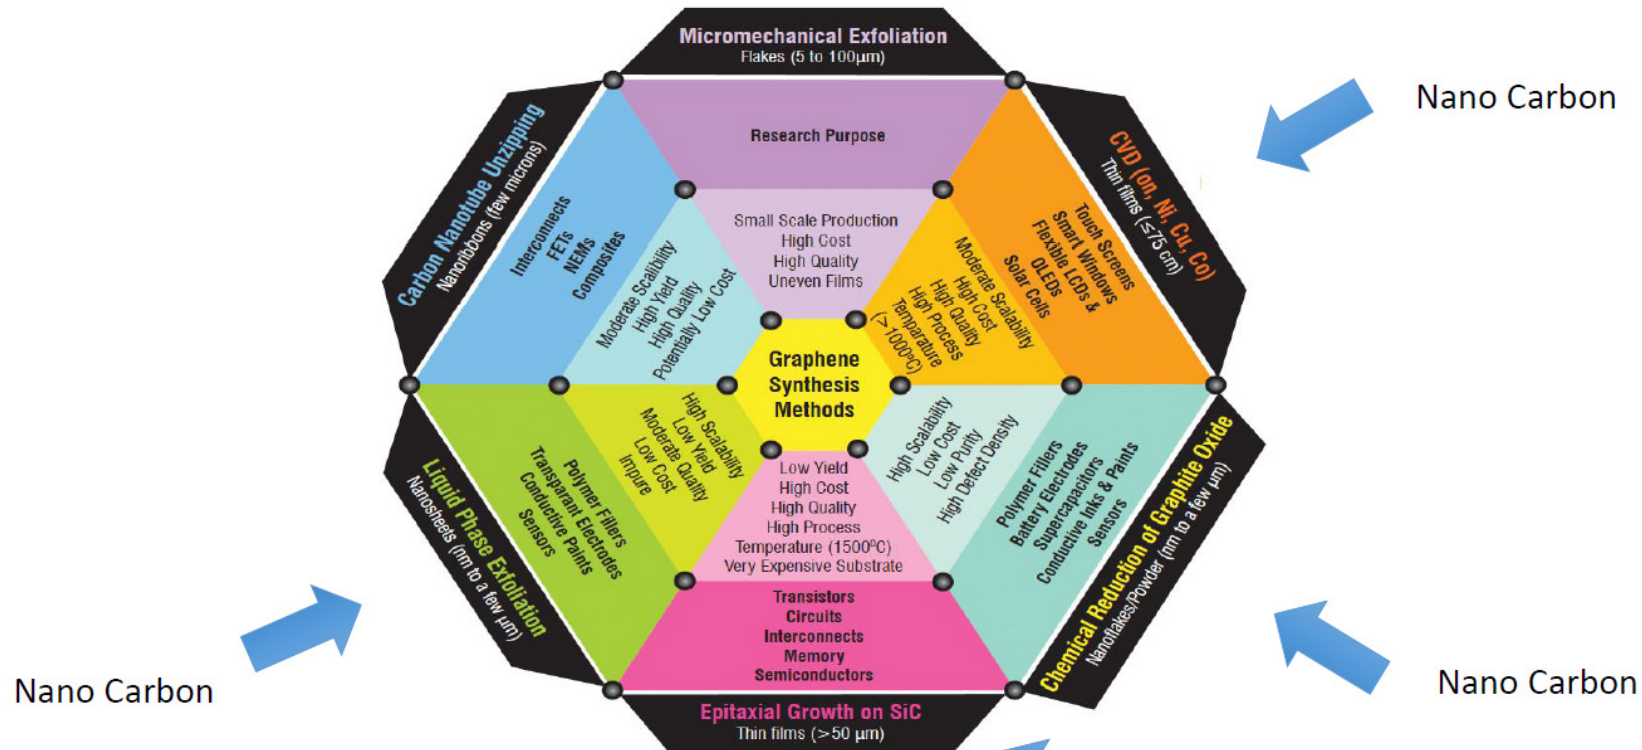 Micromechanical Exfoliation
Flakes (5 to 100µm)
Research Purpose
Small Scale Production
High Cost
High Quality
Uneven Films
Nano Carbon
CVD (on, Ni, Cu, Co)
Thin films (≤75 cm)
Touch Screens
Smart Windows
Flexible LCDs &
OLEDs
Solar Cells
Moderate Scalability
High Cost
High Quality
High Process
Temparature
(>1000ºC)
Carbon Nanotube Unzipping
Nanoribbons (few microns)
Interconnects
FETs
NEMs
Composites
Moderate Scalibility
High Yield
High Quality
Potentially Low Cost
Graphene
Synthesis
Methods
Liquid Phase Exfoliation
Nanosheets (nm to a few µm)
Polymer Fillers
Transparant Electrodes
Conductive Paints
Sensors
High Scalability
Low Yield
Moderate Quality
Low Cost
Impure
High Scalability
Low Cost
Low Purity
High Defect Density
Polymer Fillers
Battery Electrodes
Supercapacitors
Conductive Inks & Paints
Sensors
Chemical Reduction of Graphite Oxide
Nanoflakes/Powder (nm to a few µm)
Low Yield
High Cost
High Quality
High Process
Temperature (1500ºC)
Very Expensive Substrate
Transistors
Circuits
Interconnects
Memory
Semiconductors
Epitaxial Growth on SiC
Thin films (>50 µm)
Nano Carbon
Nano Carbon